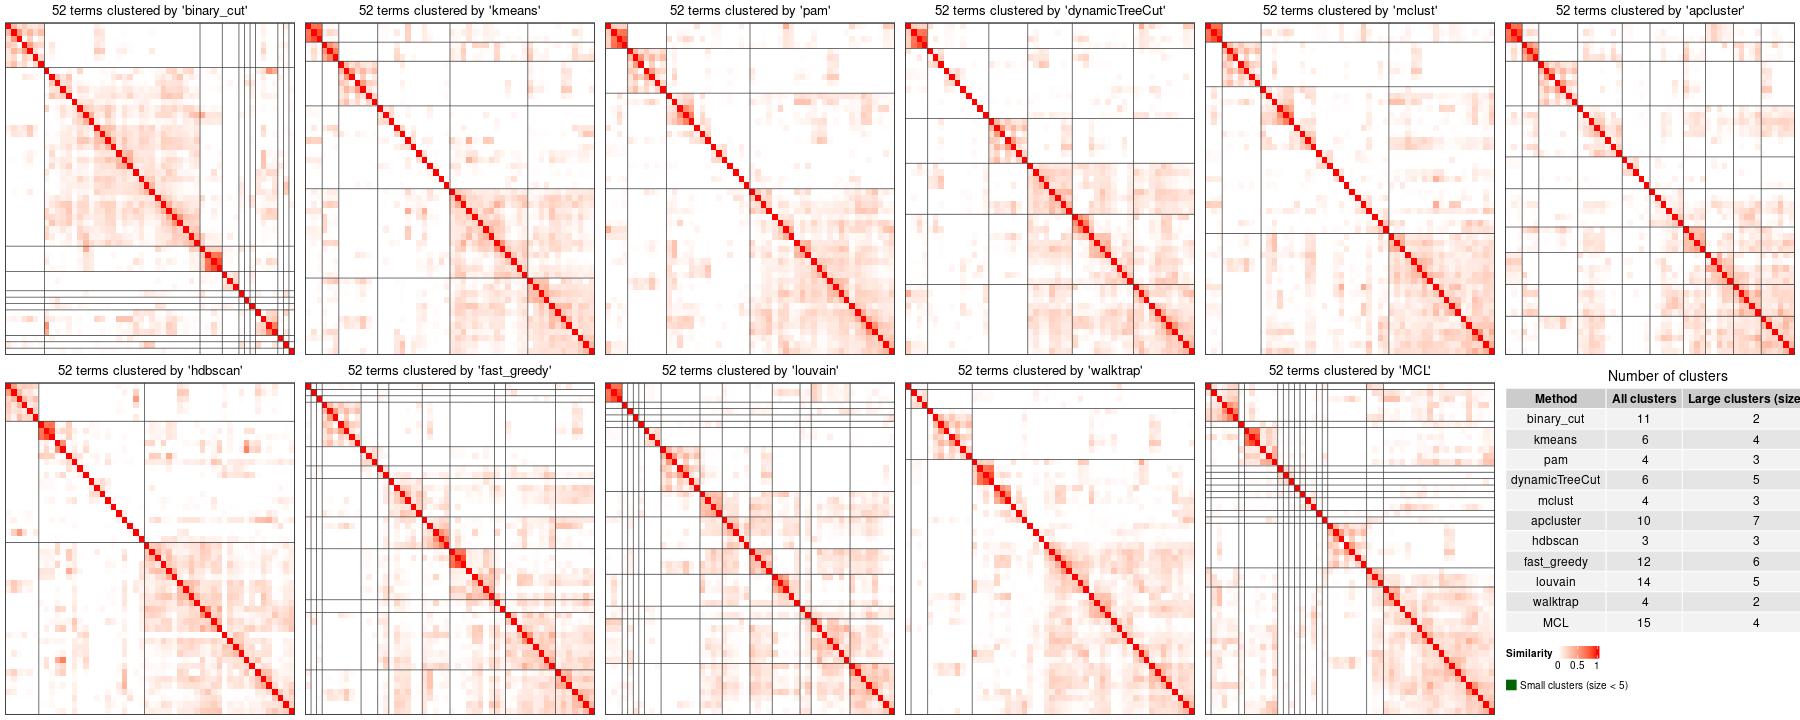 52 terms clustered by 'binary_cut'
52 terms clustered by 'kmeans'
52 terms clustered by 'pam'
52 terms clustered by 'dynamicTreeCut'
52 terms clustered by 'mclust'
52 terms clustered by 'apcluster'
52 terms clustered by 'hdbscan'
52 terms clustered by 'fast_greedy'
52 terms clustered by 'louvain'
52 terms clustered by 'walktrap'
52 terms clustered by 'MCL'
Number of clusters
Method All clusters Large clusters (size
binary_cut 11 2
kmeans 6 4
pam 4 3
dynamicTreeCut 6 5
mclust 4 3
apcluster 10 7
hdbscan 3 3
fast_greedy 12 6
louvain 14 5
walktrap 4 2
MCL 15 4
Similarity
0 0.5 1
Small clusters (size < 5)